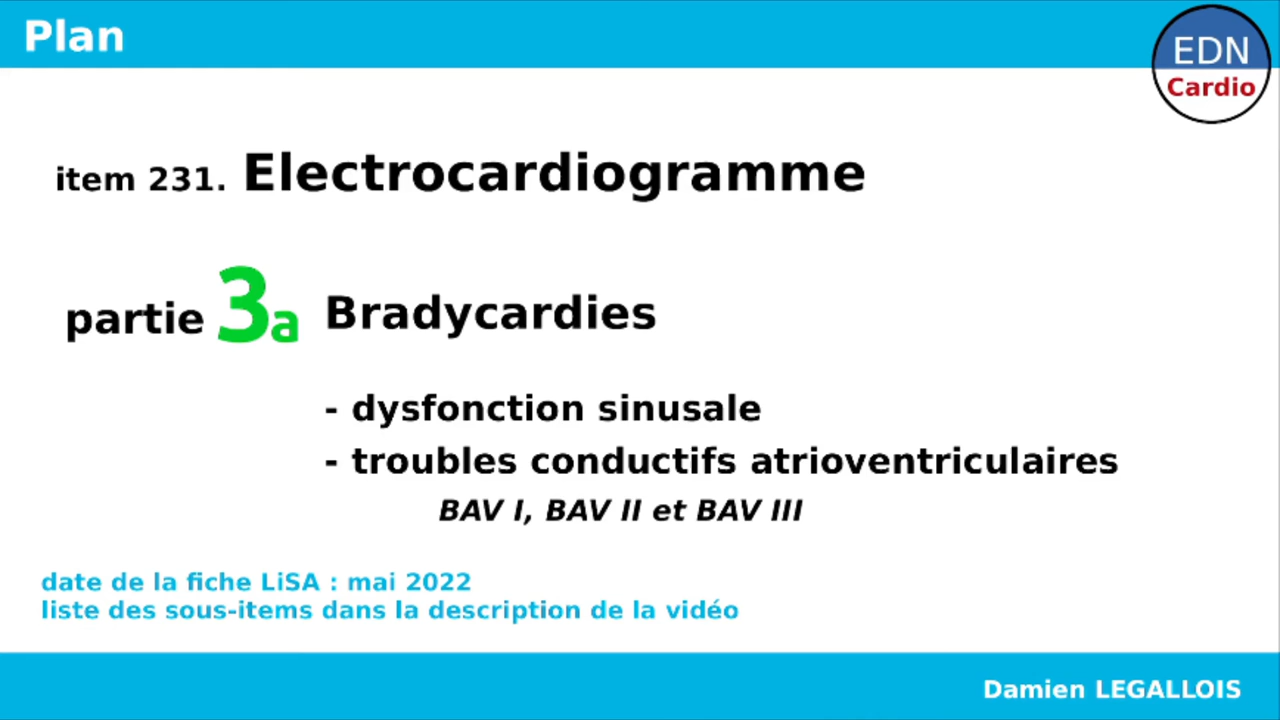 Plan
EDN
Cardio
item 231. Electrocardiogramme
partie 3a Bradycardies
- dysfonction sinusale
- troubles conductifs atrioventriculaires
BAV I, BAV II et BAV III
date de la fiche LiSA : mai 2022
liste des sous-items dans la description de la vidéo
Damien LEGALLOIS